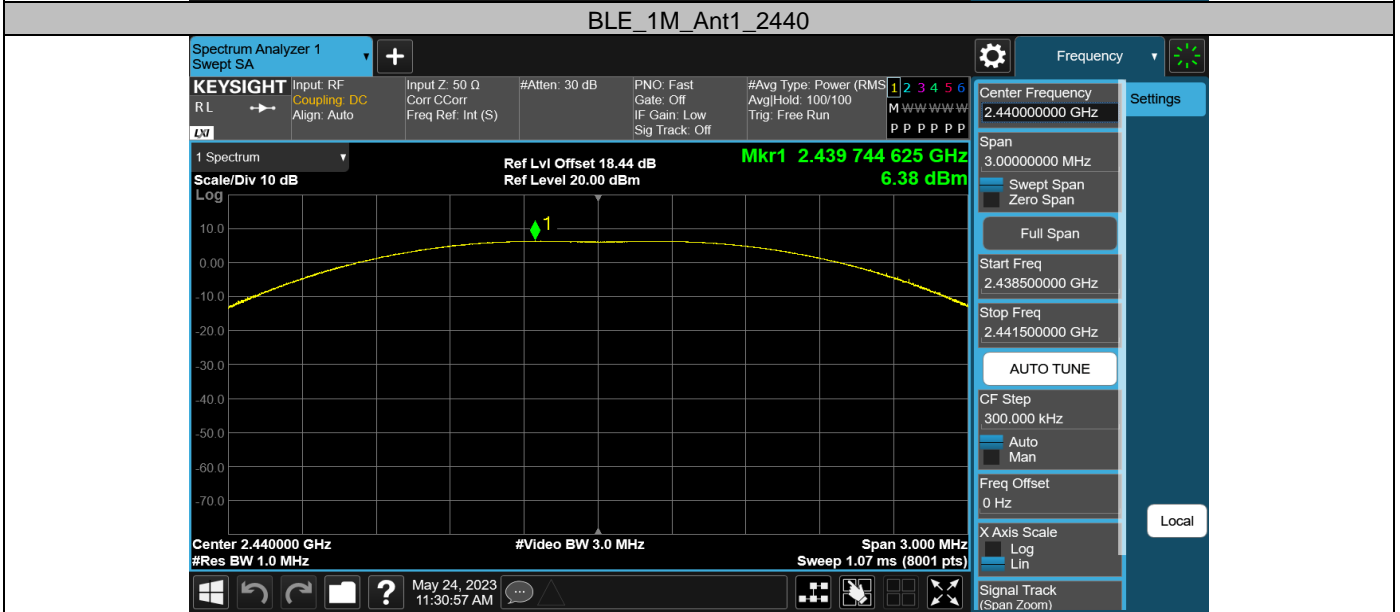 BLE_1M_Ant1_2440
Spectrum Analyzer 1
Swept SA
+
Frequency
KEYSIGHT
RL
LXI
Input: RF
Coupling: DC
Align: Auto
Input Z: 50 Ω
Corr CCorr
Freq Ref: Int (S)
#Atten: 30 dB
PNO: Fast
Gate: Off
IF Gain: Low
Sig Track: Off
#Avg Type: Power (RMS
Avg|Hold: 100/100
Trig: Free Run
1 2 3 4 5 6
M W W W W W
P P P P P P
1 Spectrum
Scale/Div 10 dB
Log
Ref Lvl Offset 18.44 dB
Ref Level 20.00 dBm
Mkr1 2.439 744 625 GHz
6.38 dBm
1
10.0
0.00
-10.0
-20.0
-30.0
-40.0
-50.0
-60.0
-70.0
Center 2.440000 GHz
#Res BW 1.0 MHz
#Video BW 3.0 MHz
Span 3.000 MHz
Sweep 1.07 ms (8001 pts)
Center Frequency
2.440000000 GHz
Span
3.00000000 MHz
Swept Span
Zero Span
Full Span
Start Freq
2.438500000 GHz
Stop Freq
2.441500000 GHz
AUTO TUNE
CF Step
300.000 kHz
Auto
Man
Freq Offset
0 Hz
X Axis Scale
Log
Lin
Signal Track
(Span Zoom)
Settings
Local
?
May 24, 2023
11:30:57 AM